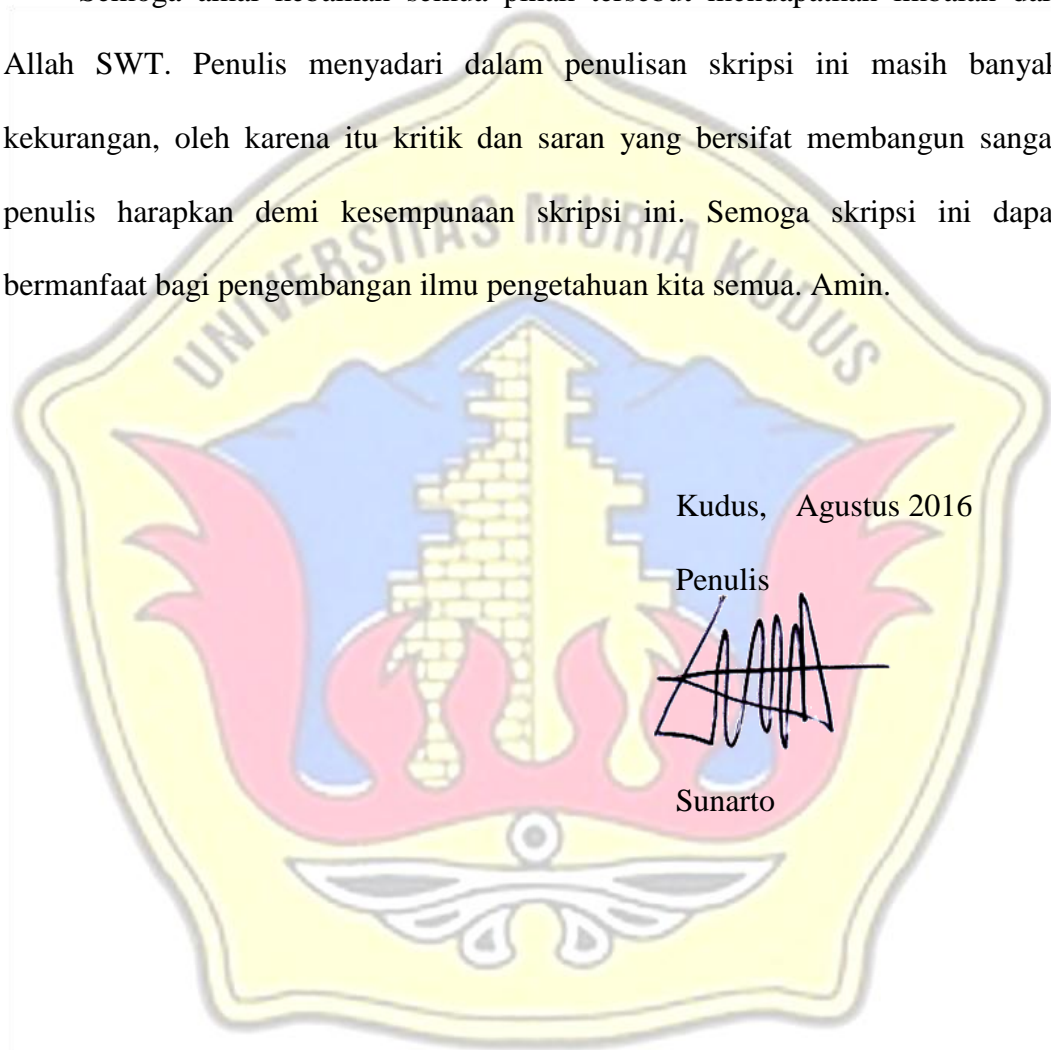 Allah SWT. Penulis menyadari dalam penulisan skripsi ini masih banyak
kekurangan, oleh karena itu kritik dan saran yang bersifat membangun sanga
penulis harapkan demi kesempunaan skripsi ini. Semoga skripsi ini dapa
bermanfaat bagi pengembangan ilmu pengetahuan kita semua. Amin.
UNIVERSITAS MURIA KUDUS
Kudus, Agustus 2016
Penulis
Sunarto